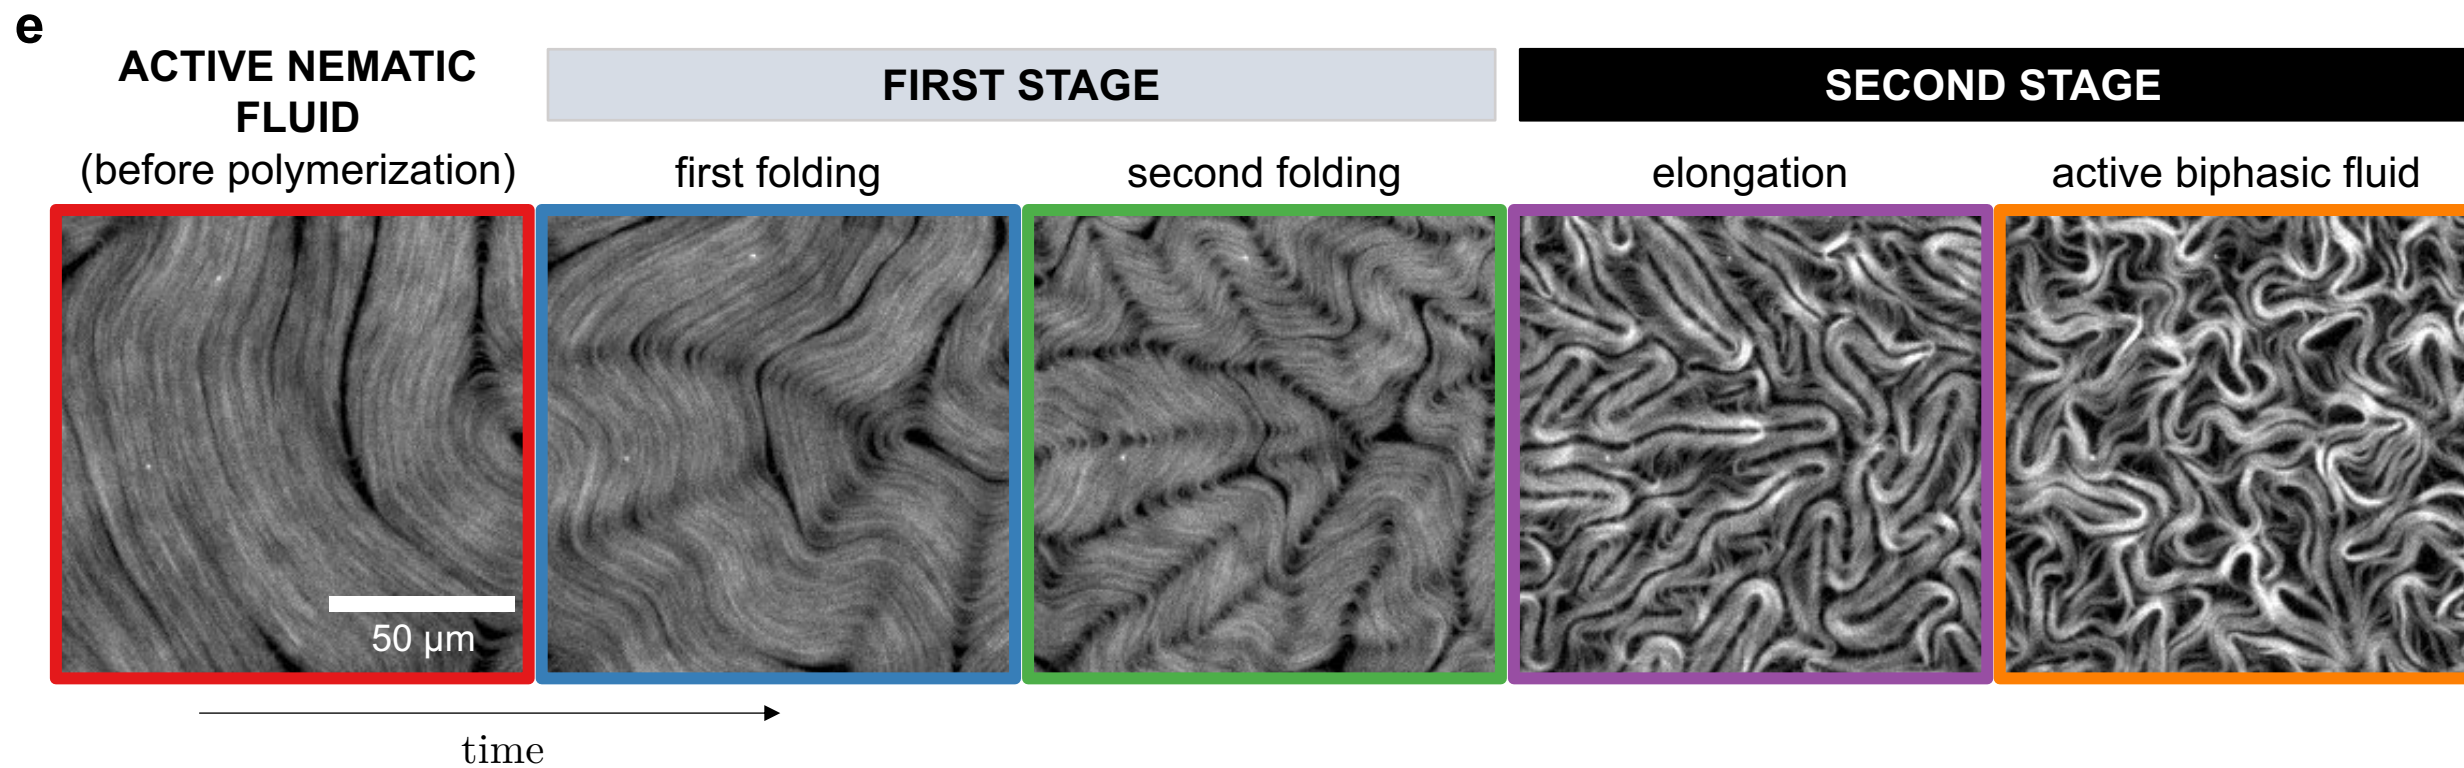 e
ACTIVE NEMATIC
FLUID
(before polymerization)
FIRST STAGE
SECOND STAGE
first folding
second folding
elongation
active biphasic fluid
50 μm
time